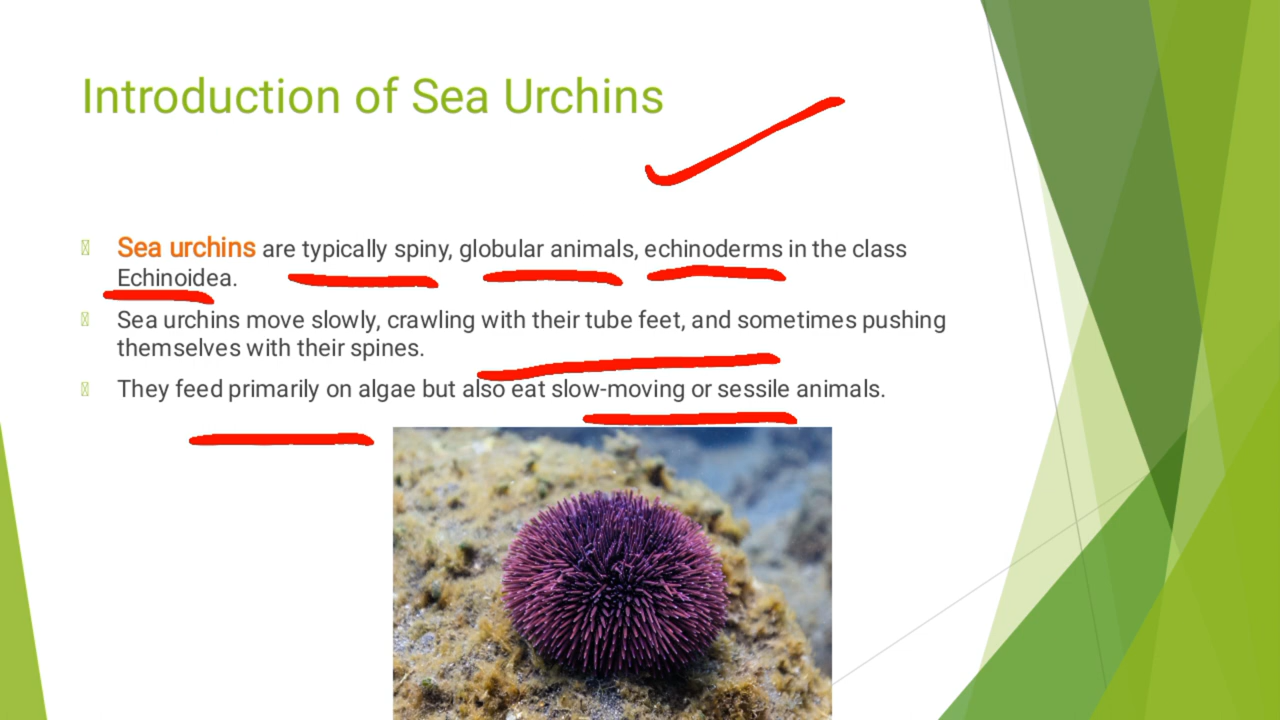 Introduction of Sea Urchins
Sea urchins are typically spiny, globular animals, echinoderms in the class
Echinoidea.
Sea urchins move slowly, crawling with their tube feet, and sometimes pushing
themselves with their spines.
They feed primarily on algae but also eat slow-moving or sessile animals.